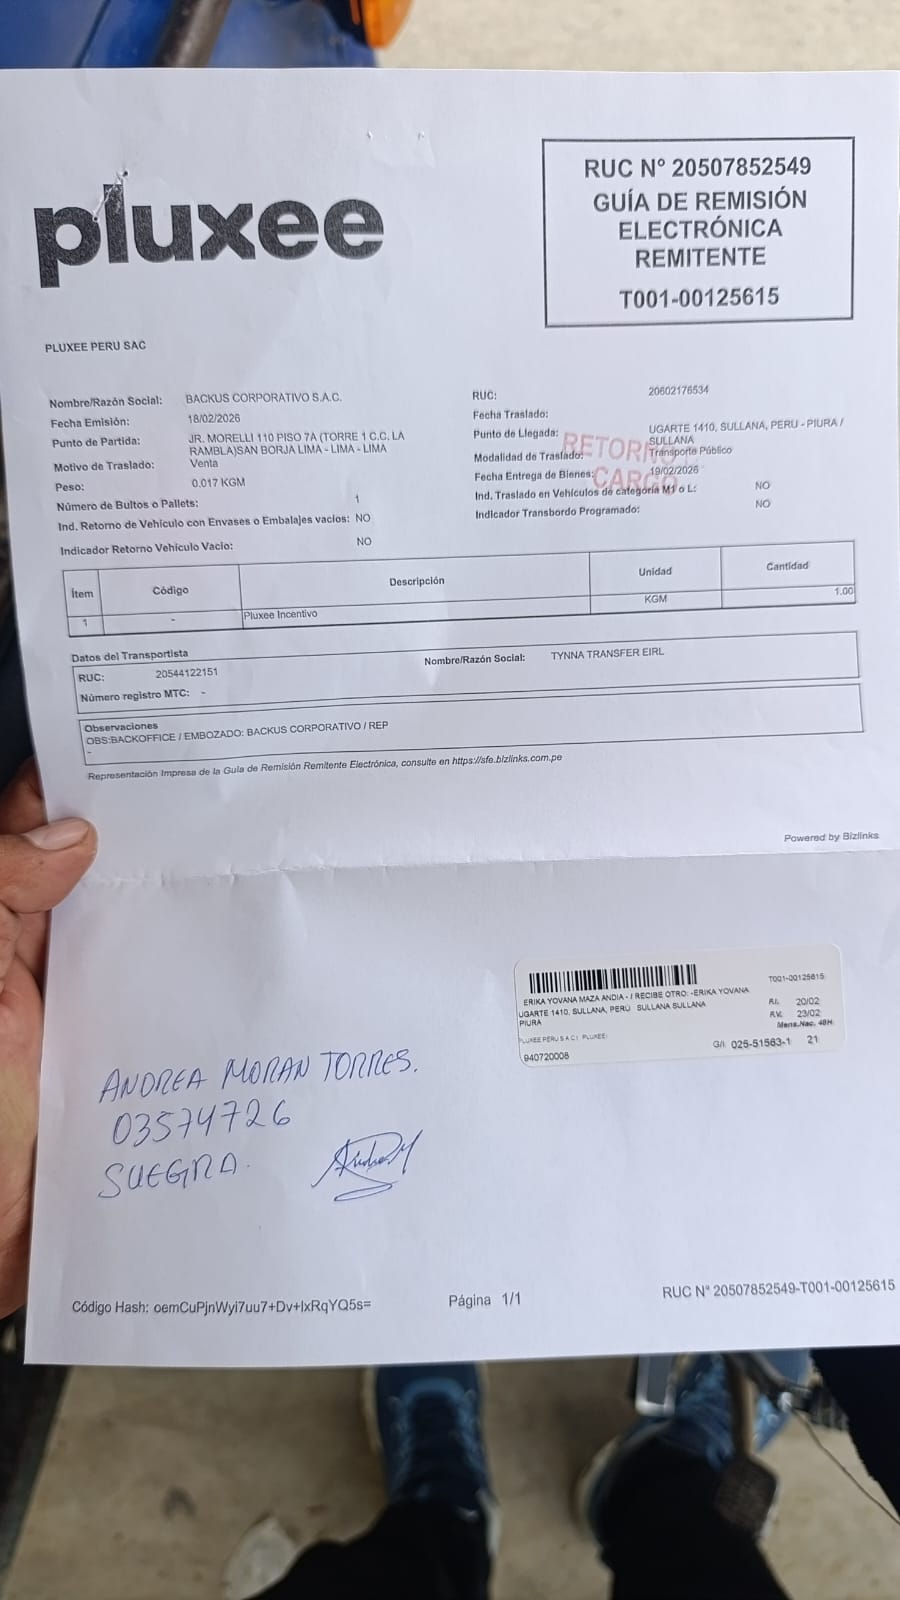 pluxee
RUC N° 20507852549
GUÍA DE REMISIÓN
ELECTRÓNICA
REMITENTE
T001-00125615
PLUXEE PERU SAC
Nombre/Razón Social: BACKUS CORPORATIVO S.A.C.
Fecha Emisión: 18/02/2026
Punto de Partida: JR. MORELLI 110 PISO 7A (TORRE 1 C.C. LA
RAMBLA)SAN BORJA LIMA - LIMA - LIMA
Motivo de Traslado: Venta
Peso: 0.017 KGM
Número de Bultos o Pallets: 1
Ind. Retorno de Vehículo con Envases o Embalajes vacíos: NO
Indicador Retorno Vehículo Vacío: NO
RUC: 20602176534
Fecha Traslado:
Punto de Llegada: UGARTE 1410, SULLANA, PERU - PIURA /
SULLANA
Modalidad de Traslado: Transporte Público
Fecha Entrega de Bienes: 19/02/2026
Ind. Traslado en Vehículos de categoría M1 o L: NO
Indicador Transbordo Programado: NO
RETORNO
CARGO
Ítem Código Descripción Unidad Cantidad
1 - Pluxee Incentivo KGM 1.00
Datos del Transportista
RUC: 20544122151 Nombre/Razón Social: TYNNA TRANSFER EIRL
Número registro MTC: -
Observaciones
OBS:BACKOFFICE / EMBOZADO: BACKUS CORPORATIVO / REP
-
Representación Impresa de la Guía de Remisión Remitente Electrónica, consulte en https://sfe.bizlinks.com.pe
Powered by Bizlinks
T001-00125615
ERIKA YOVANA MAZA ANDIA - / RECIBE OTRO: -ERIKA YOVANA
UGARTE 1410, SULLANA, PERU SULLANA SULLANA
PIURA
R.I. 20/02
R.V. 23/02
Mens.Nac. 48H
PLUXEE PERU S A C | PLUXEE-
G/I 025-51563-1 21
940720008
ANDREA MORAN TORRES.
03574726
SUEGRA.
Código Hash: oemCuPjnWyi7uu7+Dv+IxRqYQ5s=
Página 1/1
RUC N° 20507852549-T001-00125615